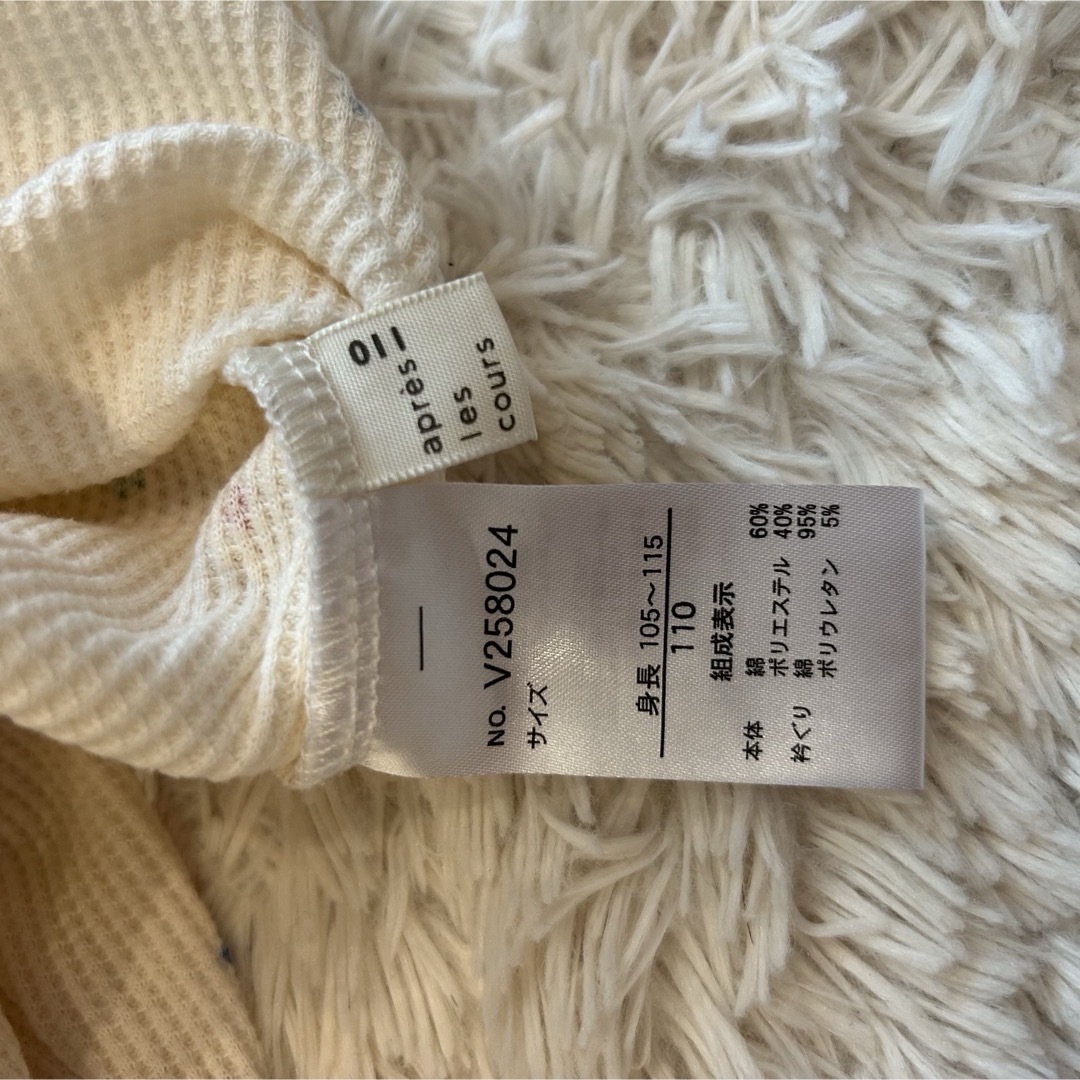 011
après
les
cours
NO. V258024
サイズ
身長 105〜115
110
組成表示
本体 綿 60%
ポリエステル 40%
衿ぐり 綿 95%
ポリウレタン 5%